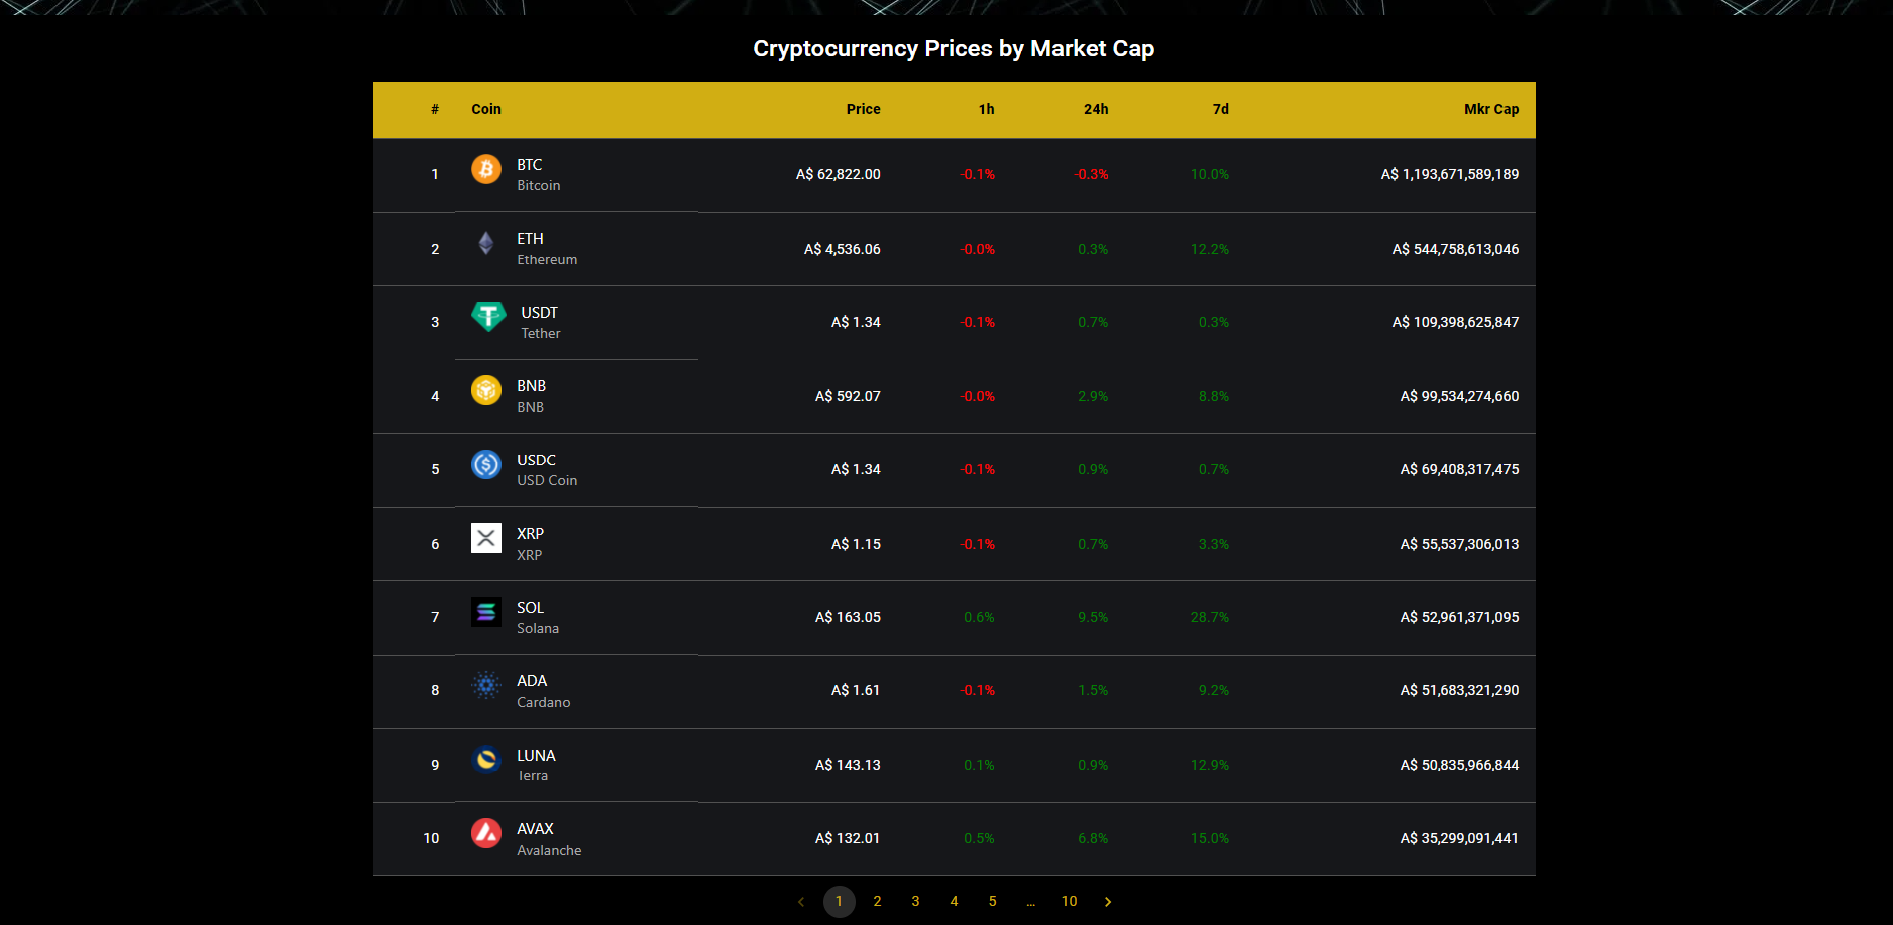 Cryptocurrency Prices by Market Cap
# Coin Price 1h 24h 7d Mkr Cap
1 BTC A$ 62,822.00 -0.1% -0.3% 10.0% A$ 1,193,671,589,189
Bitcoin
2 ETH A$ 4,536.06 -0.0% 0.3% 12.2% A$ 544,758,613,046
Ethereum
3 USDT A$ 1.34 -0.1% 0.7% 0.3% A$ 109,398,625,847
Tether
4 BNB A$ 592.07 -0.0% 2.9% 8.8% A$ 99,534,274,660
BNB
5 USDC A$ 1.34 -0.1% 0.9% 0.7% A$ 69,408,317,475
USD Coin
6 XRP A$ 1.15 -0.1% 0.7% 3.3% A$ 55,537,306,013
XRP
7 SOL A$ 163.05 0.6% 9.5% 28.7% A$ 52,961,371,095
Solana
8 ADA A$ 1.61 -0.1% 1.5% 9.2% A$ 51,683,321,290
Cardano
9 LUNA A$ 143.13 0.1% 0.9% 12.9% A$ 50,835,966,844
Terra
10 AVAX A$ 132.01 0.5% 6.8% 15.0% A$ 35,299,091,441
Avalanche
‹ 1 2 3 4 5 ... 10 ›